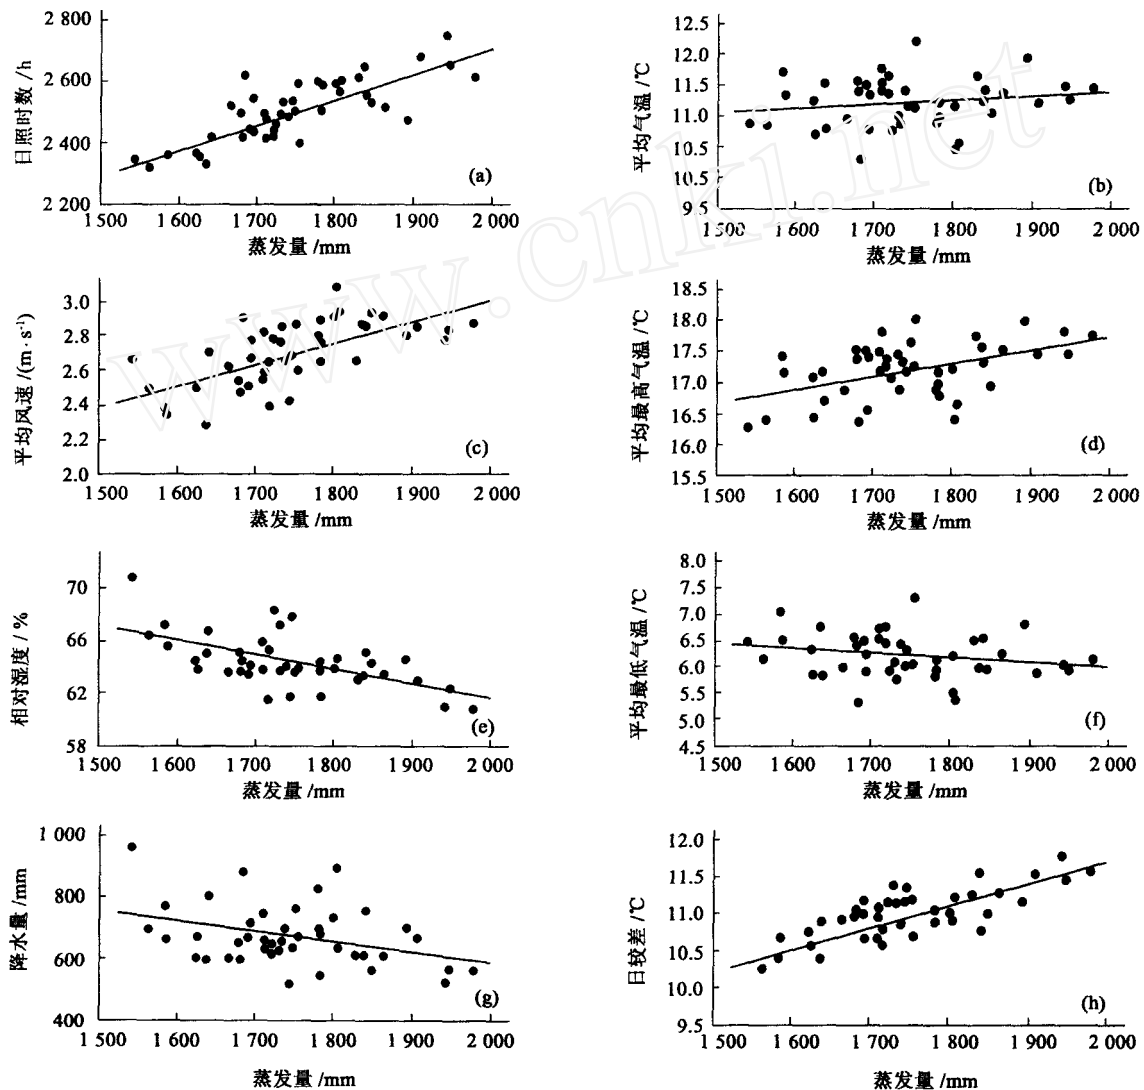 2 800
2 600
2 400
2 200
日照时数 /h
(a)
1 500 1 600 1 700 1 800 1 900 2 000
蒸发量 /mm
12.5
12.0
11.5
11.0
10.5
10.0
9.5
平均气温 /℃
(b)
1 500 1 600 1 700 1 800 1 900 2 000
蒸发量 /mm
3.0
2.8
2.6
2.4
2.2
2.0
平均风速 /(m·s⁻¹)
(c)
1 500 1 600 1 700 1 800 1 900 2 000
蒸发量 /mm
18.5
18.0
17.5
17.0
16.5
16.0
15.5
平均最高气温 /℃
(d)
1 500 1 600 1 700 1 800 1 900 2 000
蒸发量 /mm
70
66
62
58
相对湿度 / %
(e)
1 500 1 600 1 700 1 800 1 900 2 000
蒸发量 /mm
8.0
7.5
7.0
6.5
6.0
5.5
5.0
4.5
平均最低气温 /℃
(f)
1 500 1 600 1 700 1 800 1 900 2 000
蒸发量 /mm
1 000
800
600
400
降水量 /mm
(g)
1 500 1 600 1 700 1 800 1 900 2 000
蒸发量 /mm
12.0
11.5
11.0
10.5
10.0
9.5
日较差 /℃
(h)
1 500 1 600 1 700 1 800 1 900 2 000
蒸发量 /mm
www.cnki.net